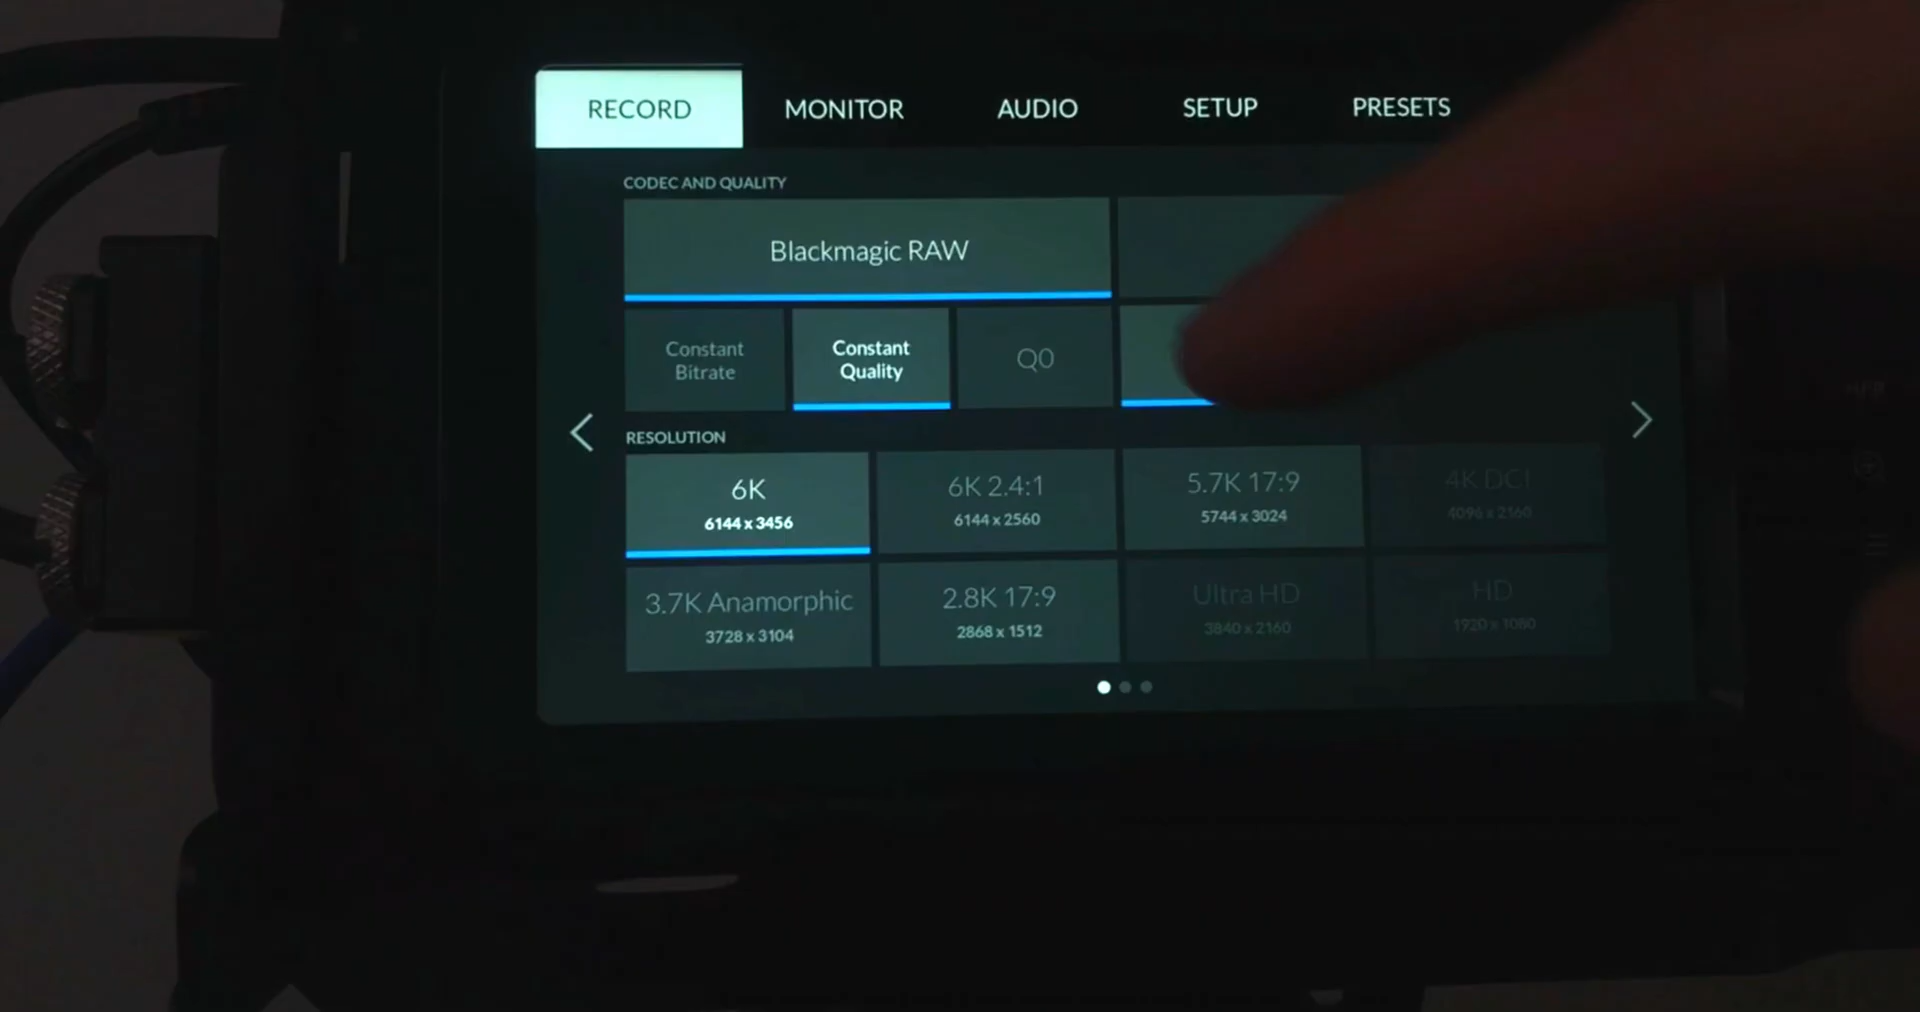 RECORD MONITOR AUDIO SETUP PRESETS
CODEC AND QUALITY
Blackmagic RAW
Constant Bitrate
Constant Quality
Q0
RESOLUTION
6K
6144 x 3456
6K 2.4:1
6144 x 2560
5.7K 17:9
5744 x 3024
4K DCI
4096 x 2160
3.7K Anamorphic
3728 x 3104
2.8K 17:9
2868 x 1512
Ultra HD
3840 x 2160
HD
1920 x 1080